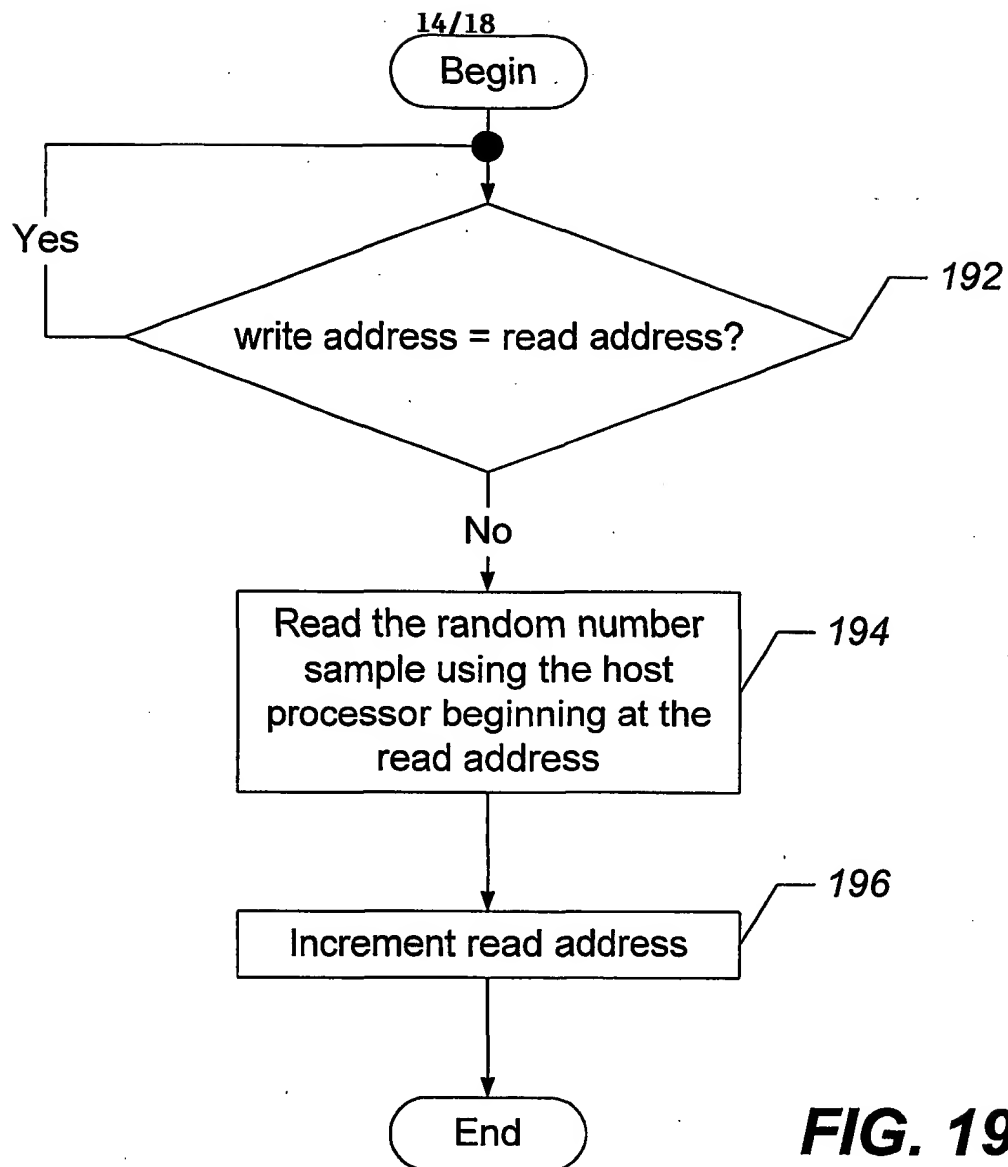 14/18
Begin
Yes
192
write address = read address?
No
Read the random number
sample using the host
processor beginning at the
read address
194
196
Increment read address
End
FIG. 19